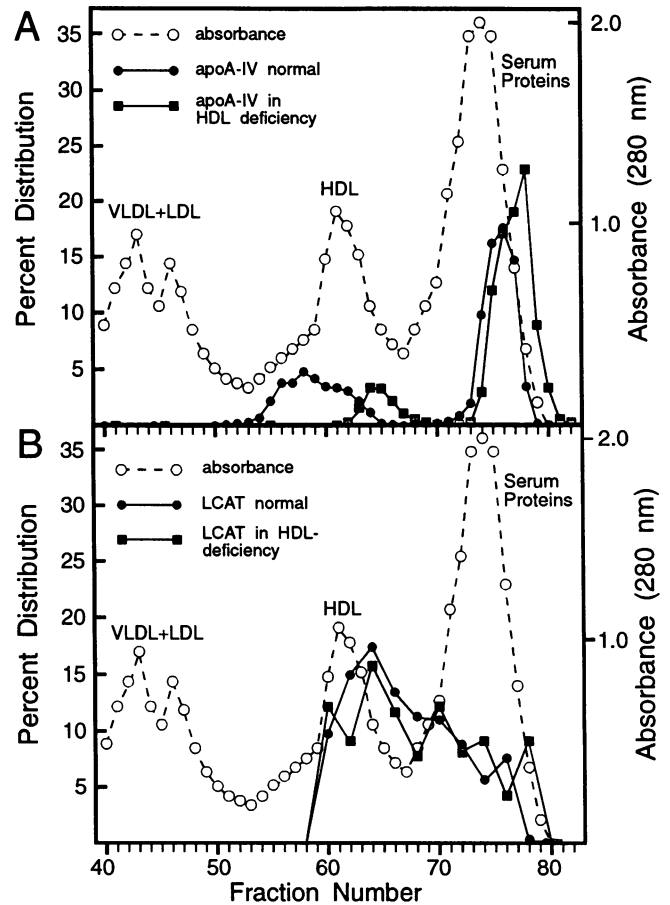 A
35
30
25
20
15
10
5
Percent Distribution
absorbance
apoA-IV normal
apoA-IV in
HDL deficiency
VLDL+LDL
HDL
Serum
Proteins
2.0
1.0
Absorbance (280 nm)
B
35
30
25
20
15
10
5
Percent Distribution
absorbance
LCAT normal
LCAT in HDL-
deficiency
VLDL+LDL
HDL
Serum
Proteins
2.0
1.0
Absorbance (280 nm)
40 50 60 70 80
Fraction Number